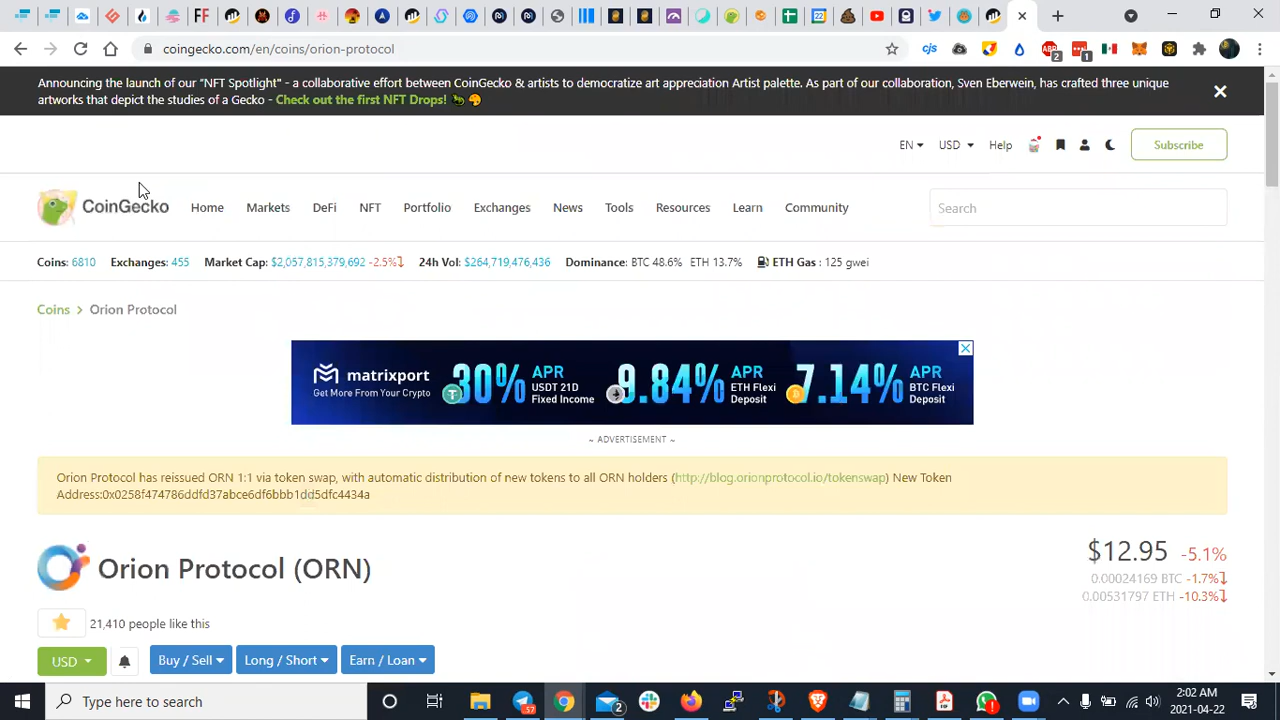 coingecko.com/en/coins/orion-protocol
cjs
ABP
2
1
Announcing the launch of our “NFT Spotlight” - a collaborative effort between CoinGecko & artists to democratize art appreciation Artist palette. As part of our collaboration, Sven Eberwein, has crafted three unique
artworks that depict the studies of a Gecko - Check out the first NFT Drops!
EN USD Help Subscribe
CoinGecko Home Markets DeFi NFT Portfolio Exchanges News Tools Resources Learn Community Search
Coins: 6810 Exchanges: 455 Market Cap: $2,057,815,379,692 -2.5% 24h Vol: $264,719,476,436 Dominance: BTC 48.6% ETH 13.7% ETH Gas : 125 gwei
Coins > Orion Protocol
matrixport
Get More From Your Crypto
30% APR
USDT 21D
Fixed Income
9.84% APR
ETH Flexi
Deposit
7.14% APR
BTC Flexi
Deposit
~ ADVERTISEMENT ~
Orion Protocol has reissued ORN 1:1 via token swap, with automatic distribution of new tokens to all ORN holders (http://blog.orionprotocol.io/tokenswap) New Token
Address:0x0258f474786ddfd37abce6df6bbb1dd5dfc4434a
Orion Protocol (ORN)
$12.95 -5.1%
0.00024169 BTC -1.7%
0.00531797 ETH -10.3%
21,410 people like this
USD Buy / Sell Long / Short Earn / Loan
Type here to search
57
2
2:02 AM
2021-04-22